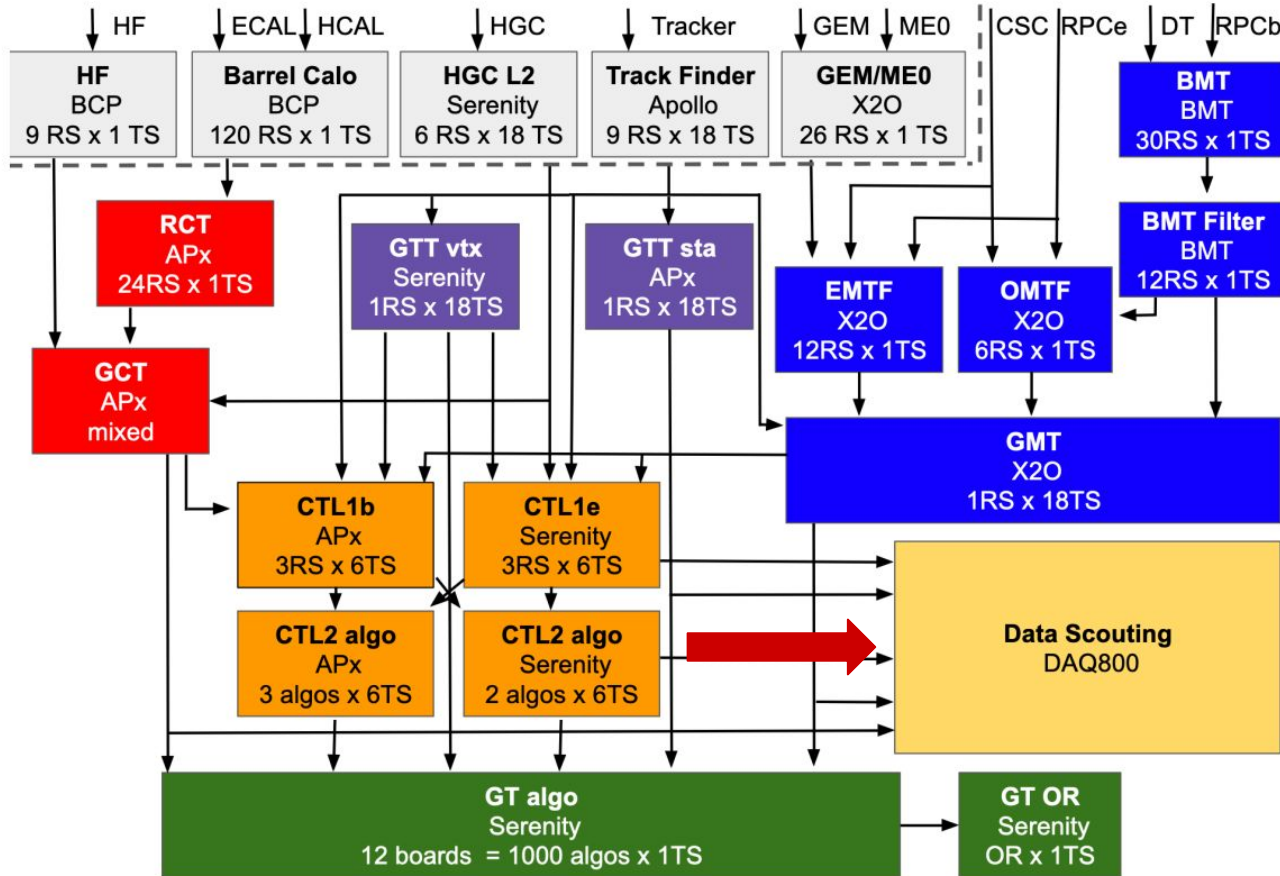 HF
ECAL
HCAL
HGC
Tracker
GEM
ME0
CSC
RPCe
DT
RPCb
HF
BCP
9 RS x 1 TS
Barrel Calo
BCP
120 RS x 1 TS
HGC L2
Serenity
6 RS x 18 TS
Track Finder
Apollo
9 RS x 18 TS
GEM/ME0
X2O
26 RS x 1 TS
BMT
BMT
30RS x 1TS
RCT
APx
24RS x 1TS
GTT vtx
Serenity
1RS x 18TS
GTT sta
APx
1RS x 18TS
EMTF
X2O
12RS x 1TS
OMTF
X2O
6RS x 1TS
BMT Filter
BMT
12RS x 1TS
GCT
APx
mixed
GMT
X2O
1RS x 18TS
CTL1b
APx
3RS x 6TS
CTL1e
Serenity
3RS x 6TS
CTL2 algo
APx
3 algos x 6TS
CTL2 algo
Serenity
2 algos x 6TS
Data Scouting
DAQ800
GT algo
Serenity
12 boards = 1000 algos x 1TS
GT OR
Serenity
OR x 1TS